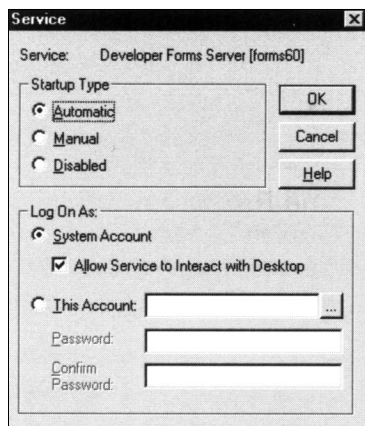 Service
Service: Developer Forms Server [forms60]
Startup Type
Automatic
Manual
Disabled
OK
Cancel
Help
Log On As:
System Account
Allow Service to Interact with Desktop
This Account:
...
Password:
Confirm
Password: